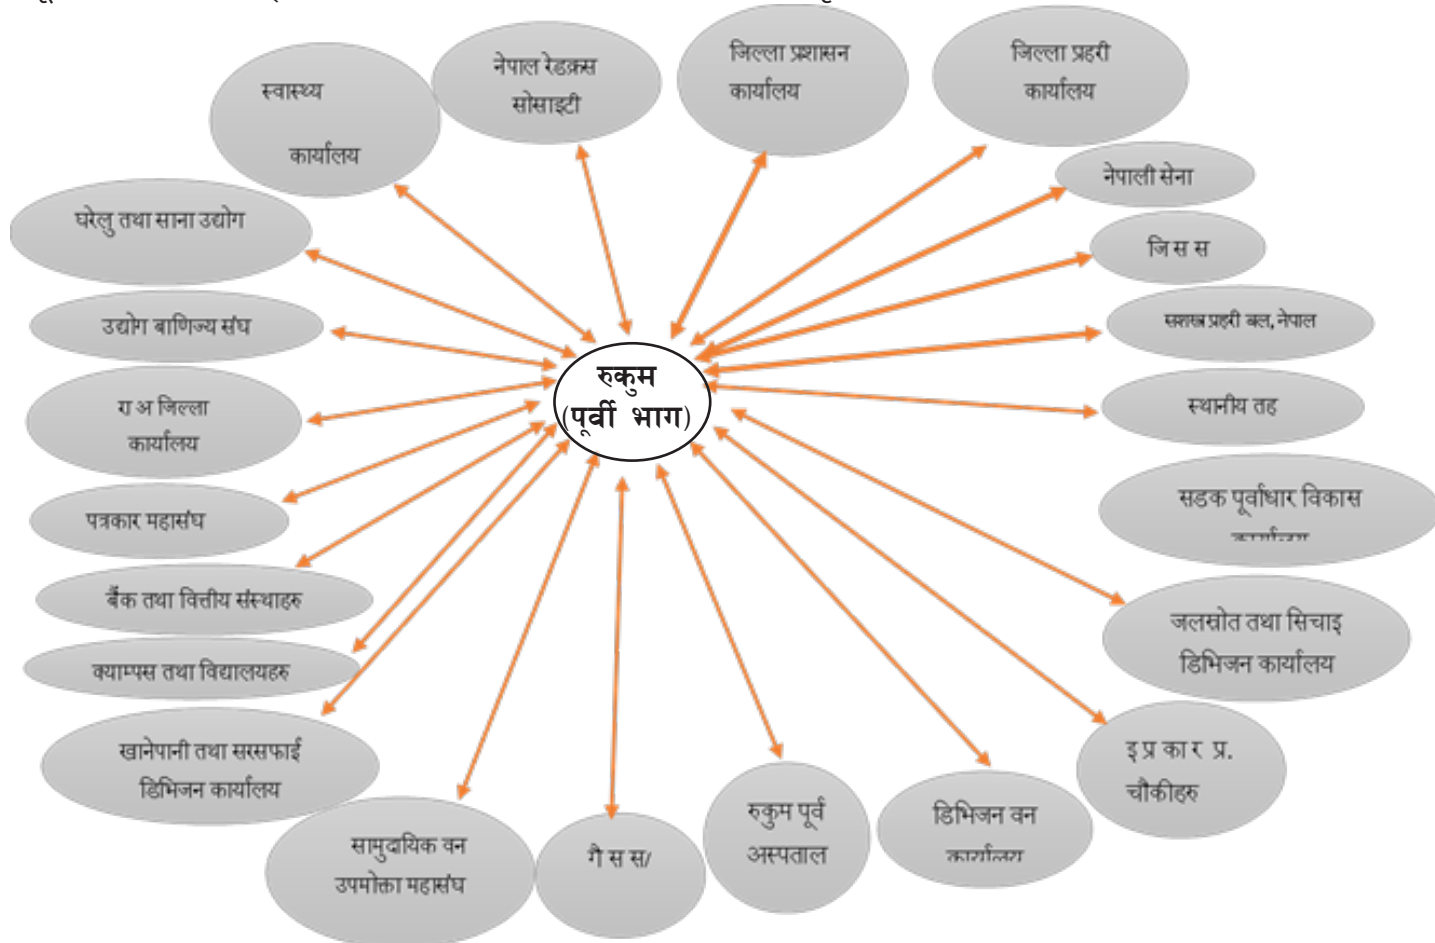 स्वास्थ्य
कार्यालय
नेपाल रेडक्रस
सोसाइटी
जिल्ला प्रशासन
कार्यालय
जिल्ला प्रहरी
कार्यालय
नेपाली सेना
जि स स
सशस्त्र प्रहरी बल, नेपाल
स्थानीय तह
सडक पूर्वाधार विकास
कार्यालय
जलस्रोत तथा सिचाइ
डिभिजन कार्यालय
इ प्र का र प्र.
चौकीहरु
डिभिजन वन
कार्यालय
रुकुम पूर्व
अस्पताल
गै स स/
सामुदायिक वन
उपभोक्ता महासंघ
खानेपानी तथा सरसफाई
डिभिजन कार्यालय
क्याम्पस तथा विद्यालयहरु
बैंक तथा वित्तीय संस्थाहरु
पत्रकार महासंघ
रा अ जिल्ला
कार्यालय
उद्योग बाणिज्य संघ
घरेलु तथा साना उद्योग
रुकुम
(पूर्वी भाग)